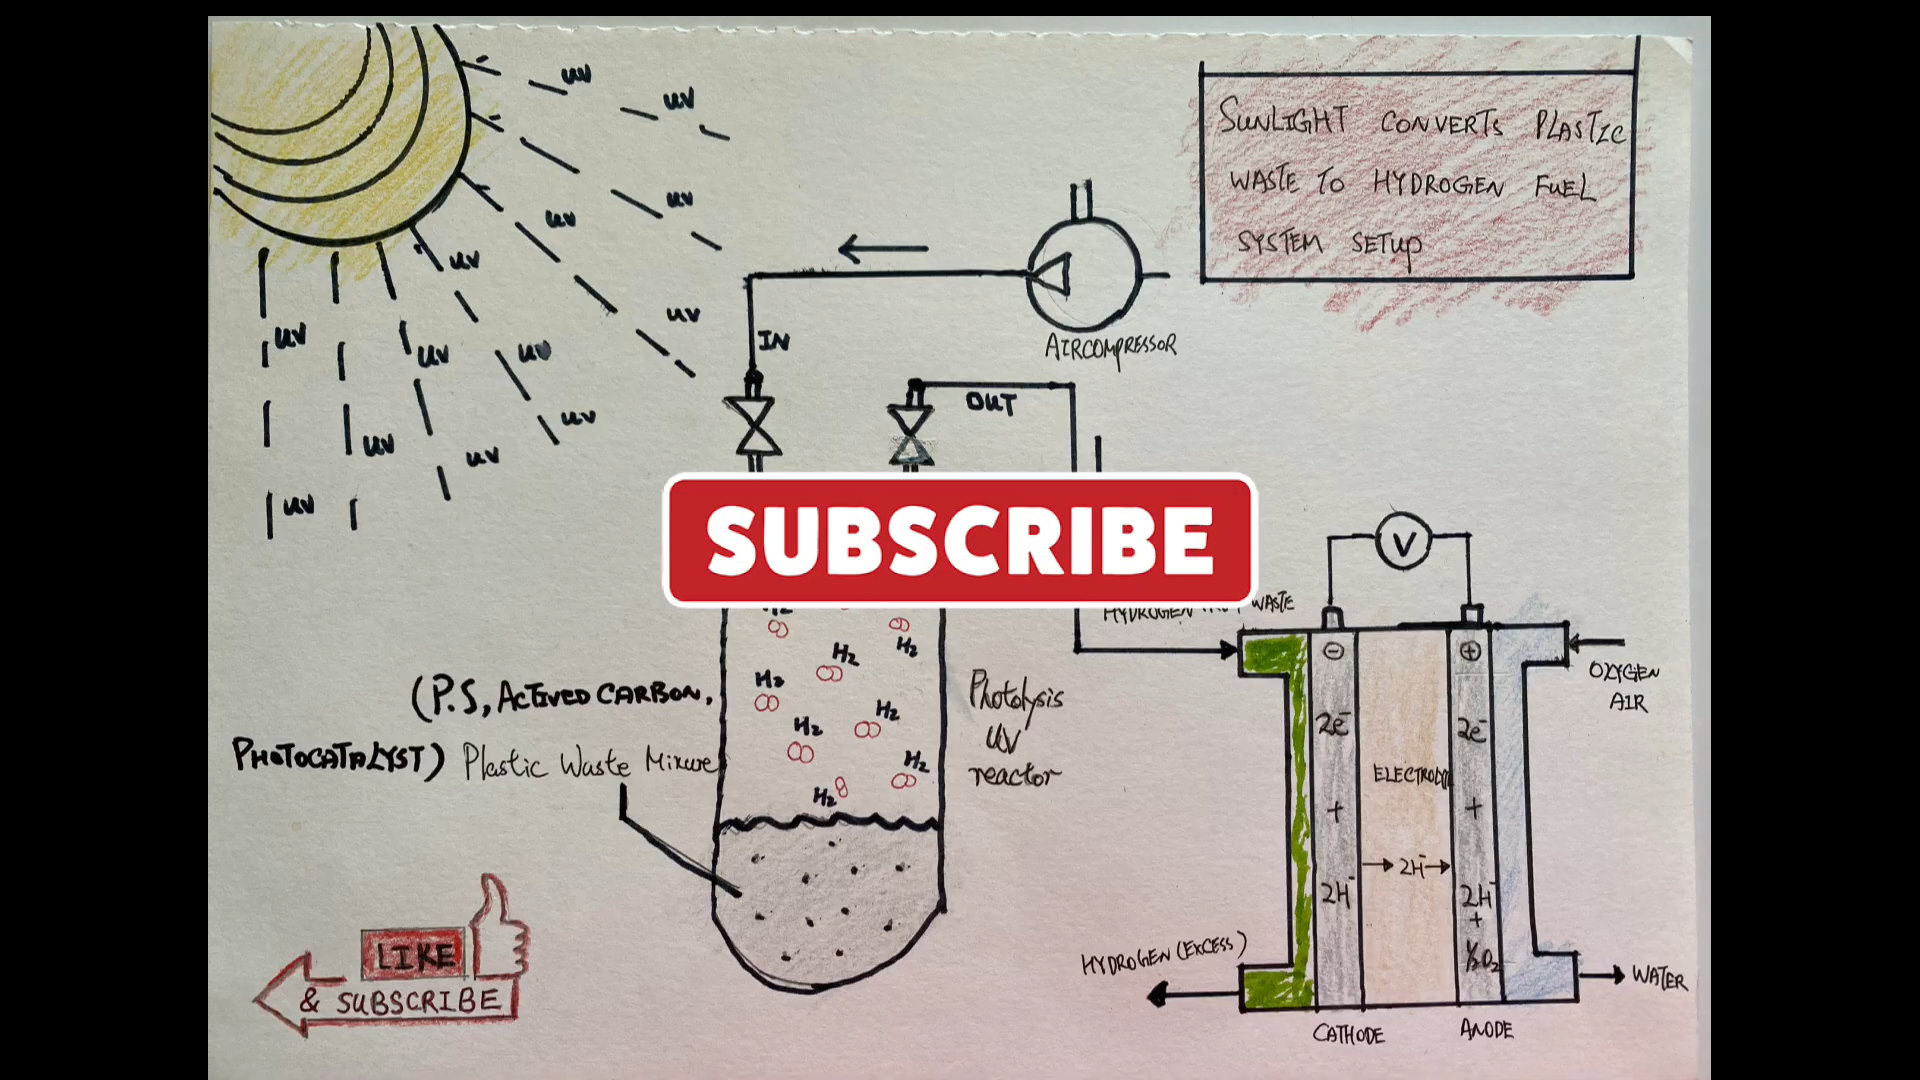 uv
uv
SUNLIGHT CONVERTS PLASTIC
WASTE TO HYDROGEN FUEL
SYSTEM SETUP
uv
uv
uv
uv
uv
uv
uv
uv
uv
uv
uv
IN
AIRCOMPRESSOR
OUT
SUBSCRIBE
V
WASTE
H2
H2
H2
H2
H2
H2
H2
H2
(P.S, ACTIVED CARBON,
PHOTOCATALYST) Plastic Waste Mixure
Photolysis
UV
reactor
OXYGEN
AIR
-
+
2e-
2e-
+
+
2H-
2H-
2H-
+
1/2O2
HYDROGEN (EXCESS)
WATER
CATHODE
ANODE
LIKE
& SUBSCRIBE